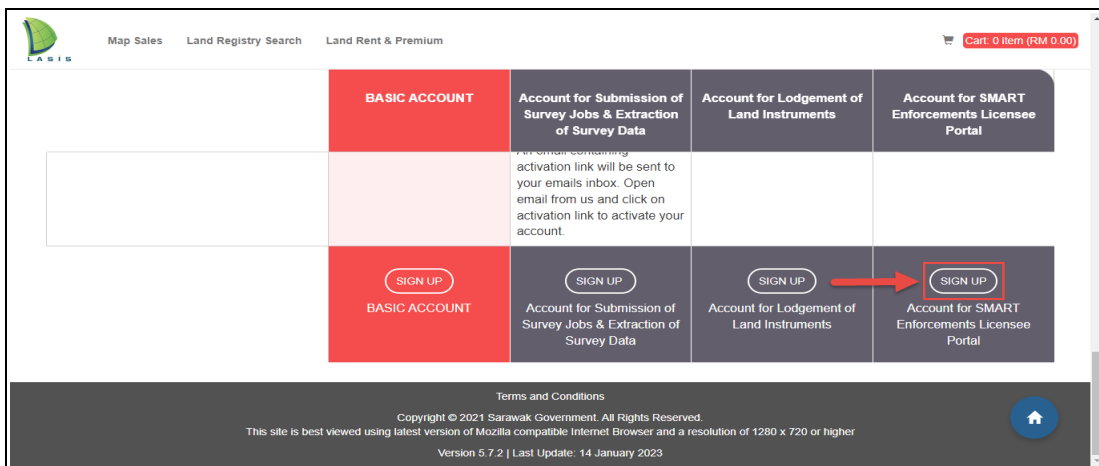 LASIS
Map Sales Land Registry Search Land Rent & Premium Cart: 0 item (RM 0.00)
BASIC ACCOUNT
Account for Submission of
Survey Jobs & Extraction
of Survey Data
Account for Lodgement of
Land Instruments
Account for SMART
Enforcements Licensee
Portal
An email containing
activation link will be sent to
your emails inbox. Open
email from us and click on
activation link to activate your
account.
SIGN UP
BASIC ACCOUNT
SIGN UP
Account for Submission of
Survey Jobs & Extraction of
Survey Data
SIGN UP
Account for Lodgement of
Land Instruments
SIGN UP
Account for SMART
Enforcements Licensee
Portal
Terms and Conditions
Copyright © 2021 Sarawak Government. All Rights Reserved.
This site is best viewed using latest version of Mozilla compatible Internet Browser and a resolution of 1280 x 720 or higher
Version 5.7.2 | Last Update: 14 January 2023